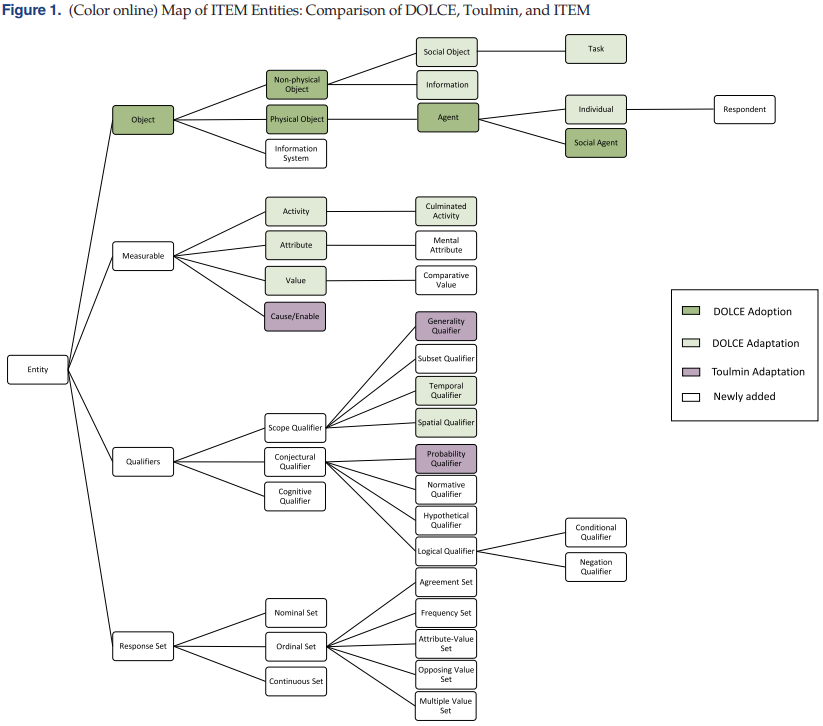 Figure 1. (Color online) Map of ITEM Entities: Comparison of DOLCE, Toulmin, and ITEM
Social Object
Task
Non-physical
Object
Information
Object
Physical Object
Agent
Individual
Respondent
Social Agent
Information
System
Activity
Culminated
Activity
Measurable
Attribute
Mental
Attribute
Value
Comparative
Value
Cause/Enable
Generality
Quaifier
Subset Qualifier
Temporal
Qualifier
Spatial Qualifier
Entity
Scope Qualifier
Qualifiers
Conjectural
Qualifier
Probability
Qualifier
Cognitive
Qualifier
Normative
Qualifier
Hypothetical
Qualifier
Logical Qualifier
Conditional
Qualifier
Negation
Qualifier
Agreement Set
Nominal Set
Frequency Set
Response Set
Ordinal Set
Attribute-Value
Set
Continuous Set
Opposing Value
Set
Multiple Value
Set
DOLCE Adoption
DOLCE Adaptation
Toulmin Adaptation
Newly added